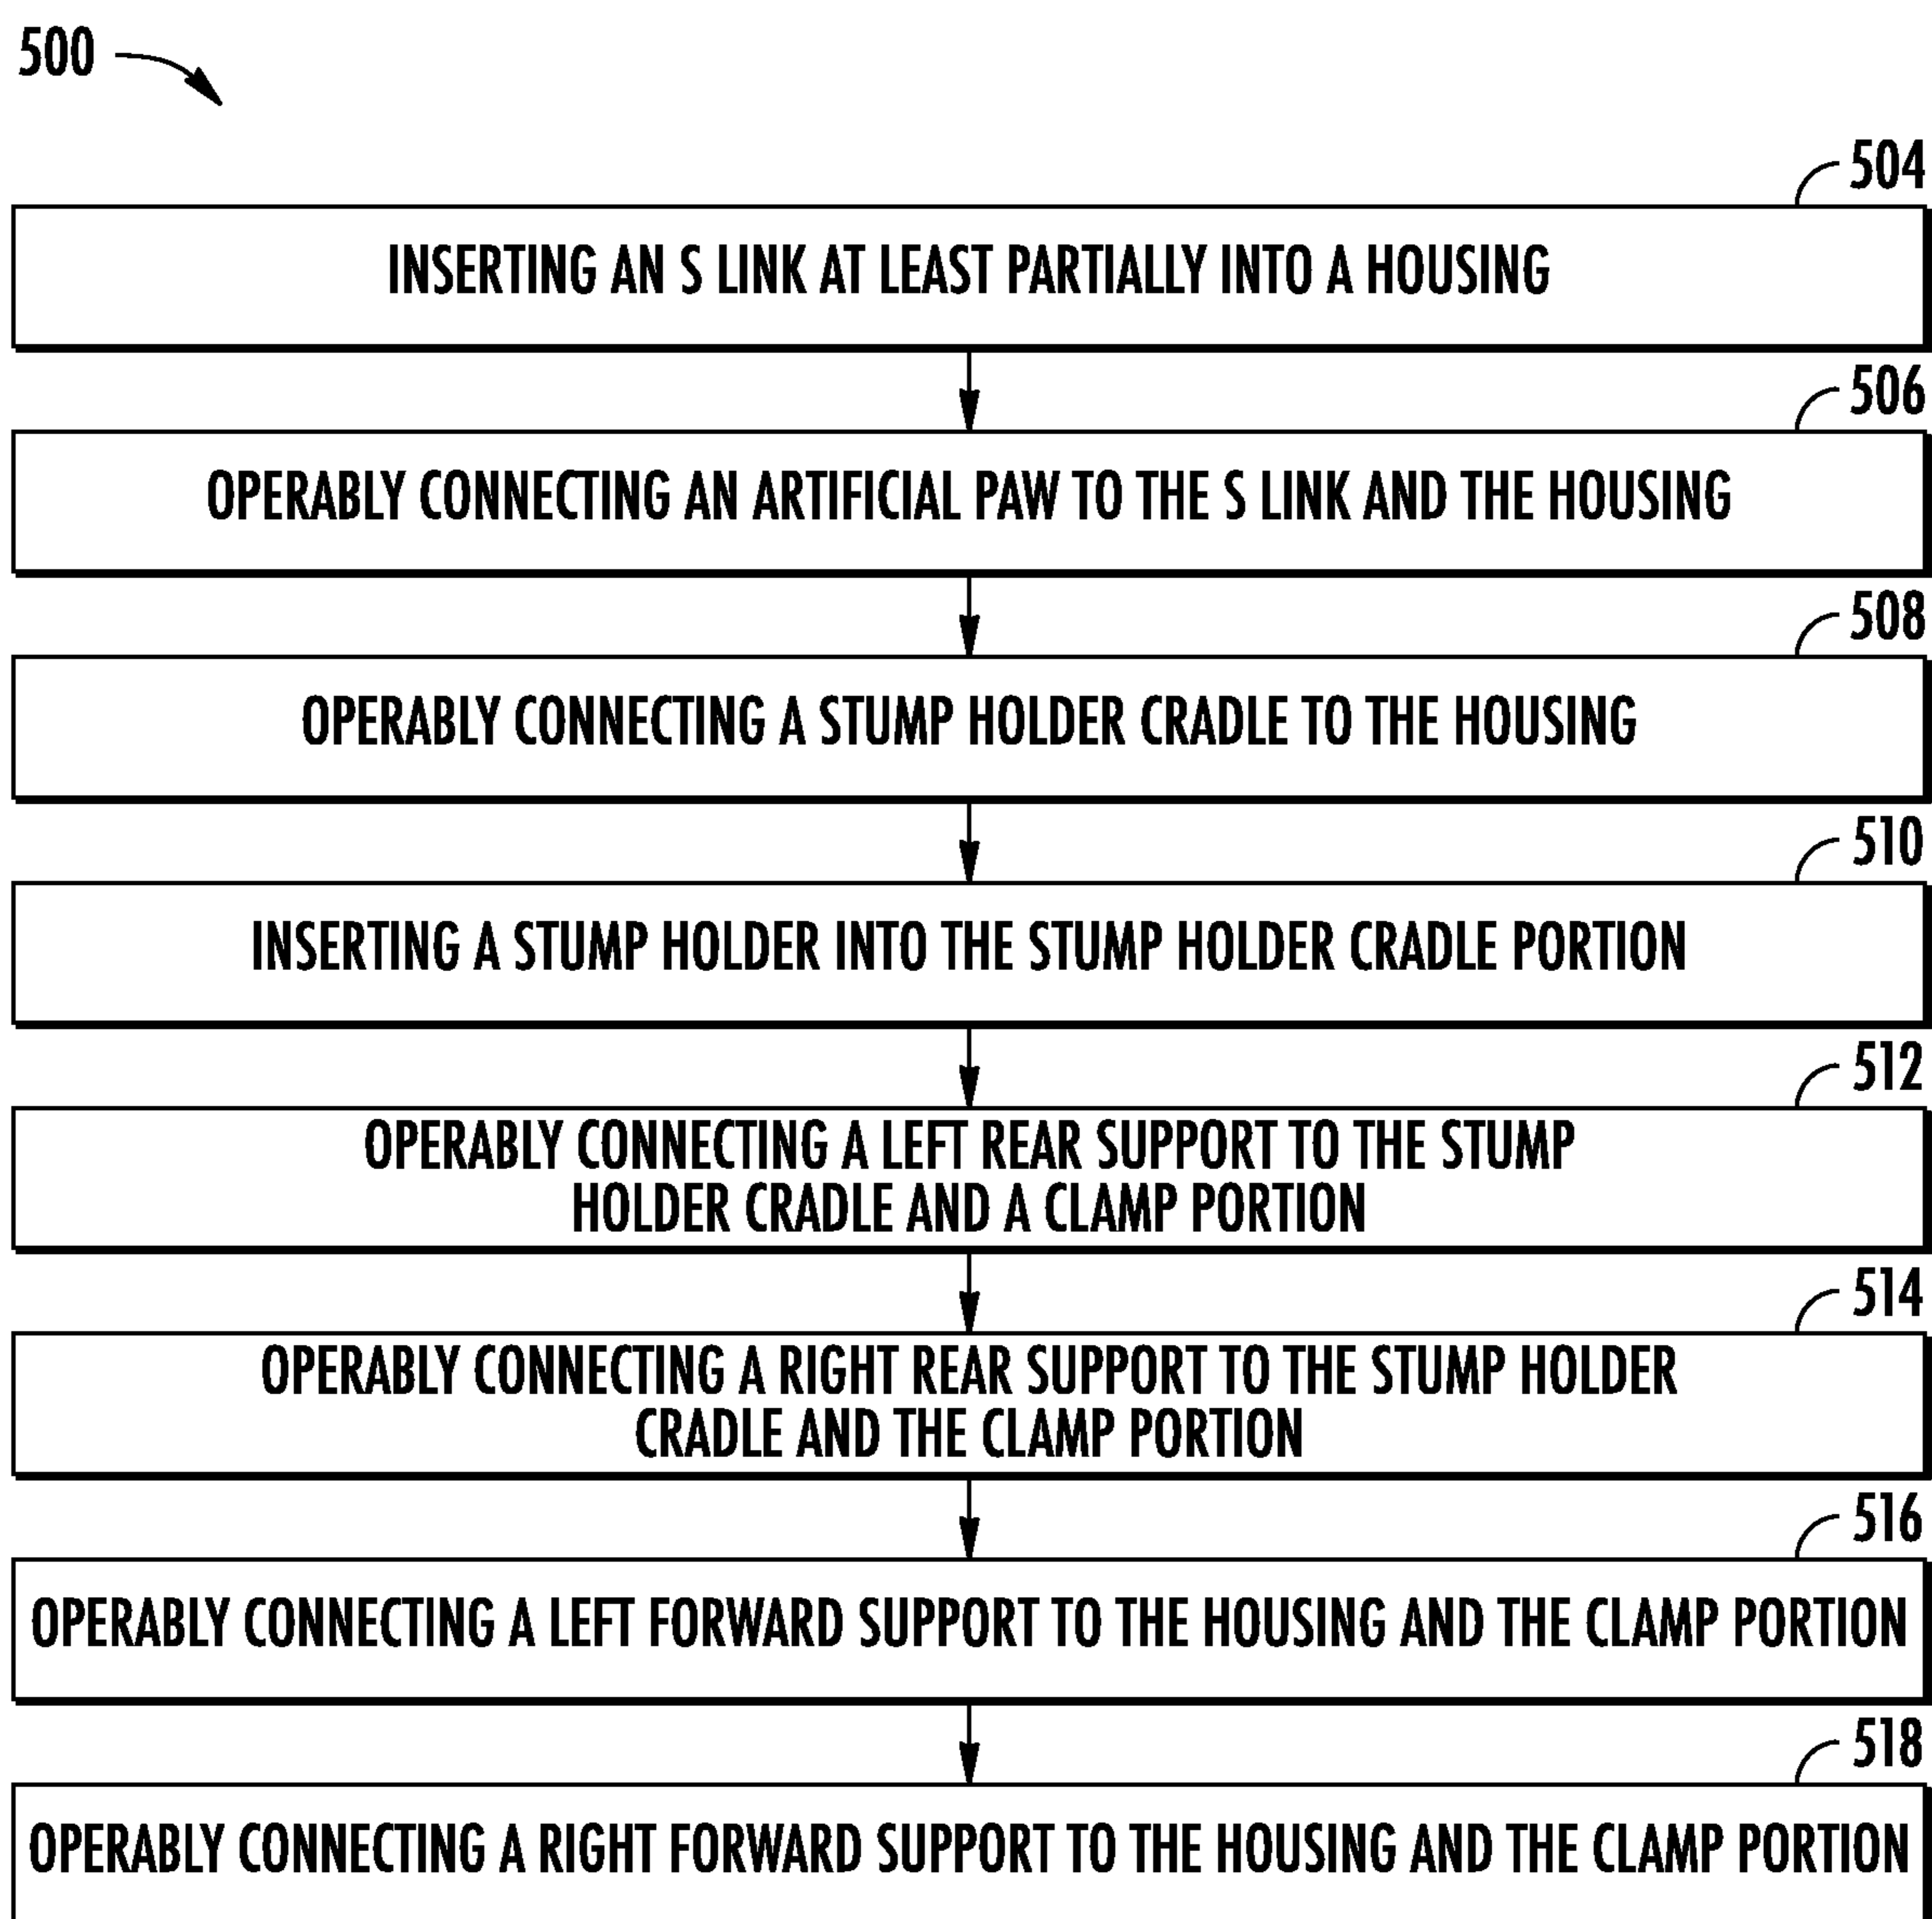 500
504
INSERTING AN S LINK AT LEAST PARTIALLY INTO A HOUSING
506
OPERABLY CONNECTING AN ARTIFICIAL PAW TO THE S LINK AND THE HOUSING
508
OPERABLY CONNECTING A STUMP HOLDER CRADLE TO THE HOUSING
510
INSERTING A STUMP HOLDER INTO THE STUMP HOLDER CRADLE PORTION
512
OPERABLY CONNECTING A LEFT REAR SUPPORT TO THE STUMP
HOLDER CRADLE AND A CLAMP PORTION
514
OPERABLY CONNECTING A RIGHT REAR SUPPORT TO THE STUMP HOLDER
CRADLE AND THE CLAMP PORTION
516
OPERABLY CONNECTING A LEFT FORWARD SUPPORT TO THE HOUSING AND THE CLAMP PORTION
518
OPERABLY CONNECTING A RIGHT FORWARD SUPPORT TO THE HOUSING AND THE CLAMP PORTION